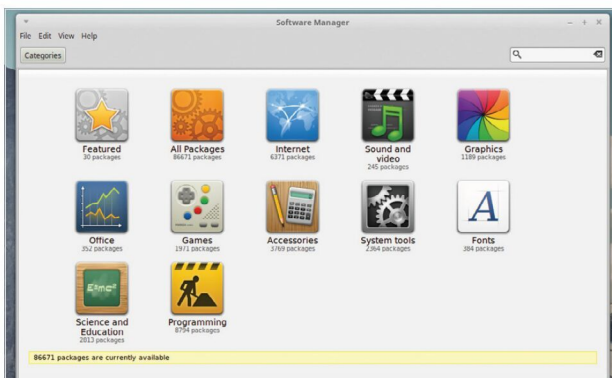 Software Manager
File Edit View Help
Categories
Featured
30 packages
All Packages
86671 packages
Internet
6371 packages
Sound and
video
245 packages
Graphics
1189 packages
Office
352 packages
Games
1971 packages
Accessories
3769 packages
System tools
2364 packages
Fonts
384 packages
E=mc²
Science and
Education
2013 packages
Programming
8794 packages
86671 packages are currently available